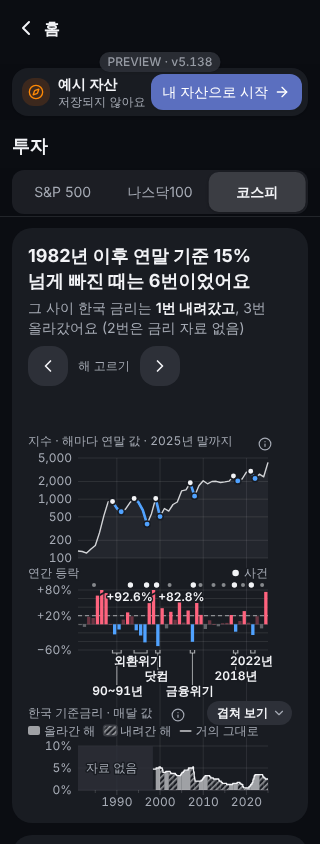 홈
PREVIEW · v5.138
예시 자산
저장되지 않아요
내 자산으로 시작 →
투자
S&P 500
나스닥100
코스피
1982년 이후 연말 기준 15%
넘게 빠진 때는 6번이었어요
그 사이 한국 금리는 1번 내려갔고, 3번
올라갔어요 (2번은 금리 자료 없음)
해 고르기
지수 · 해마다 연말 값 · 2025년 말까지
5,000
2,000
1,000
500
200
100
연간 등락
사건
+80%
+20%
−60%
+92.6%
+82.8%
외환위기
2022년
닷컴
2018년
90~91년
금융위기
한국 기준금리 · 매달 값
겹쳐 보기
올라간 해
내려간 해
거의 그대로
10%
5%
0%
자료 없음
1990
2000
2010
2020